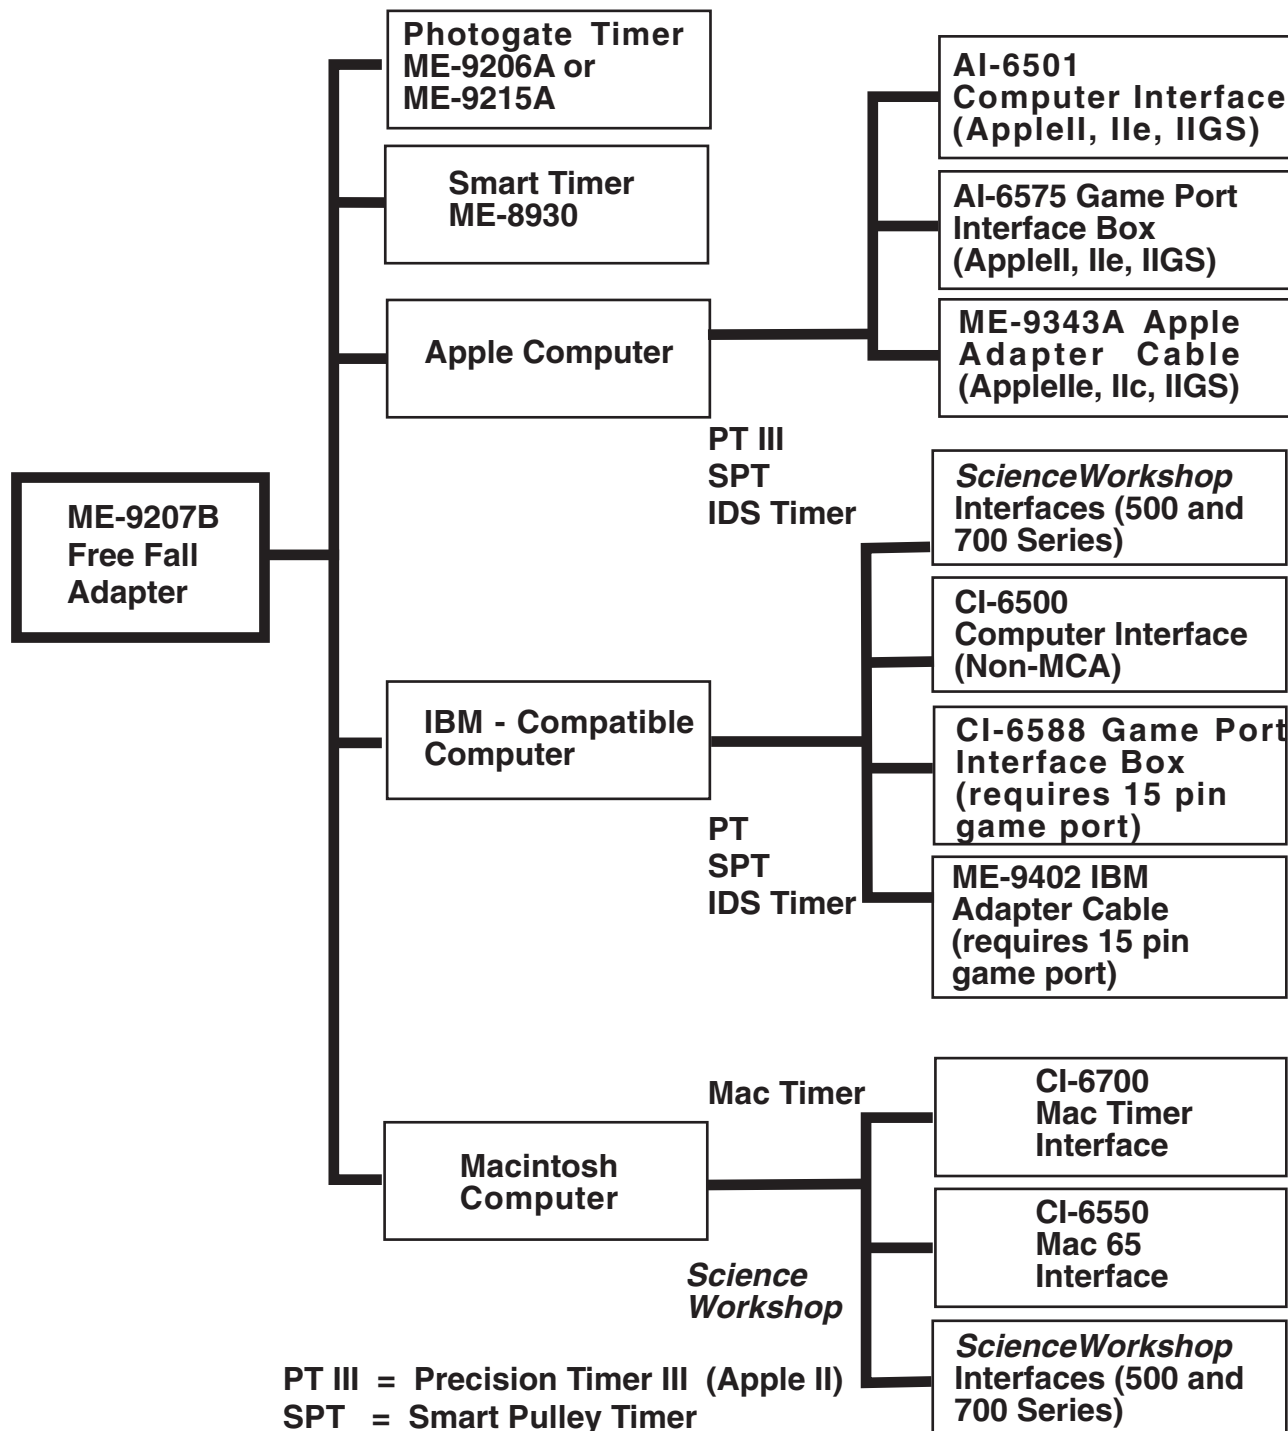 Photogate Timer
ME-9206A or
ME-9215A
Smart Timer
ME-8930
Apple Computer
AI-6501
Computer Interface
(AppleII, IIe, IIGS)
AI-6575 Game Port
Interface Box
(AppleII, IIe, IIGS)
ME-9343A Apple
Adapter Cable
(AppleIIe, IIc, IIGS)
PT III
SPT
IDS Timer
ME-9207B
Free Fall
Adapter
ScienceWorkshop
Interfaces (500 and
700 Series)
CI-6500
Computer Interface
(Non-MCA)
IBM - Compatible
Computer
CI-6588 Game Port
Interface Box
(requires 15 pin
game port)
PT
SPT
IDS Timer
ME-9402 IBM
Adapter Cable
(requires 15 pin
game port)
Mac Timer
Macintosh
Computer
CI-6700
Mac Timer
Interface
CI-6550
Mac 65
Interface
Science
Workshop
ScienceWorkshop
Interfaces (500 and
700 Series)
PT III = Precision Timer III (Apple II)
SPT = Smart Pulley Timer